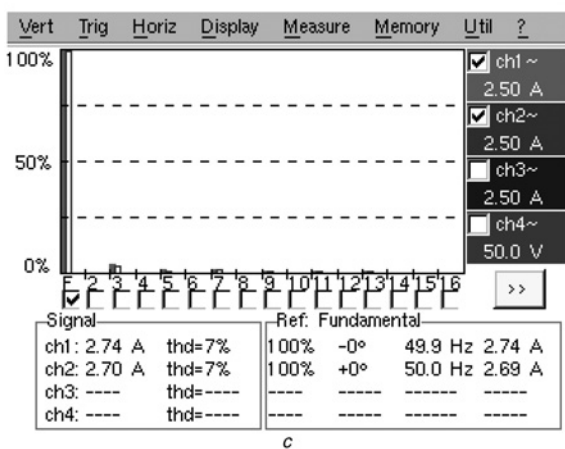 Vert Trig Horiz Display Measure Memory Util ?
100%
50%
0%
ch1 ~
2.50 A
ch2~
2.50 A
ch3~
2.50 A
ch4~
50.0 V
F 2 3 4 5 6 7 8 9 10 11 12 13 14 15 16
>>
Signal
ch1: 2.74 A thd=7%
ch2: 2.70 A thd=7%
ch3: ---- thd=----
ch4: ---- thd=----
Ref: Fundamental
100% -0º 49.9 Hz 2.74 A
100% +0º 50.0 Hz 2.69 A
---- ----- ------ -----
---- ----- ------ -----
c